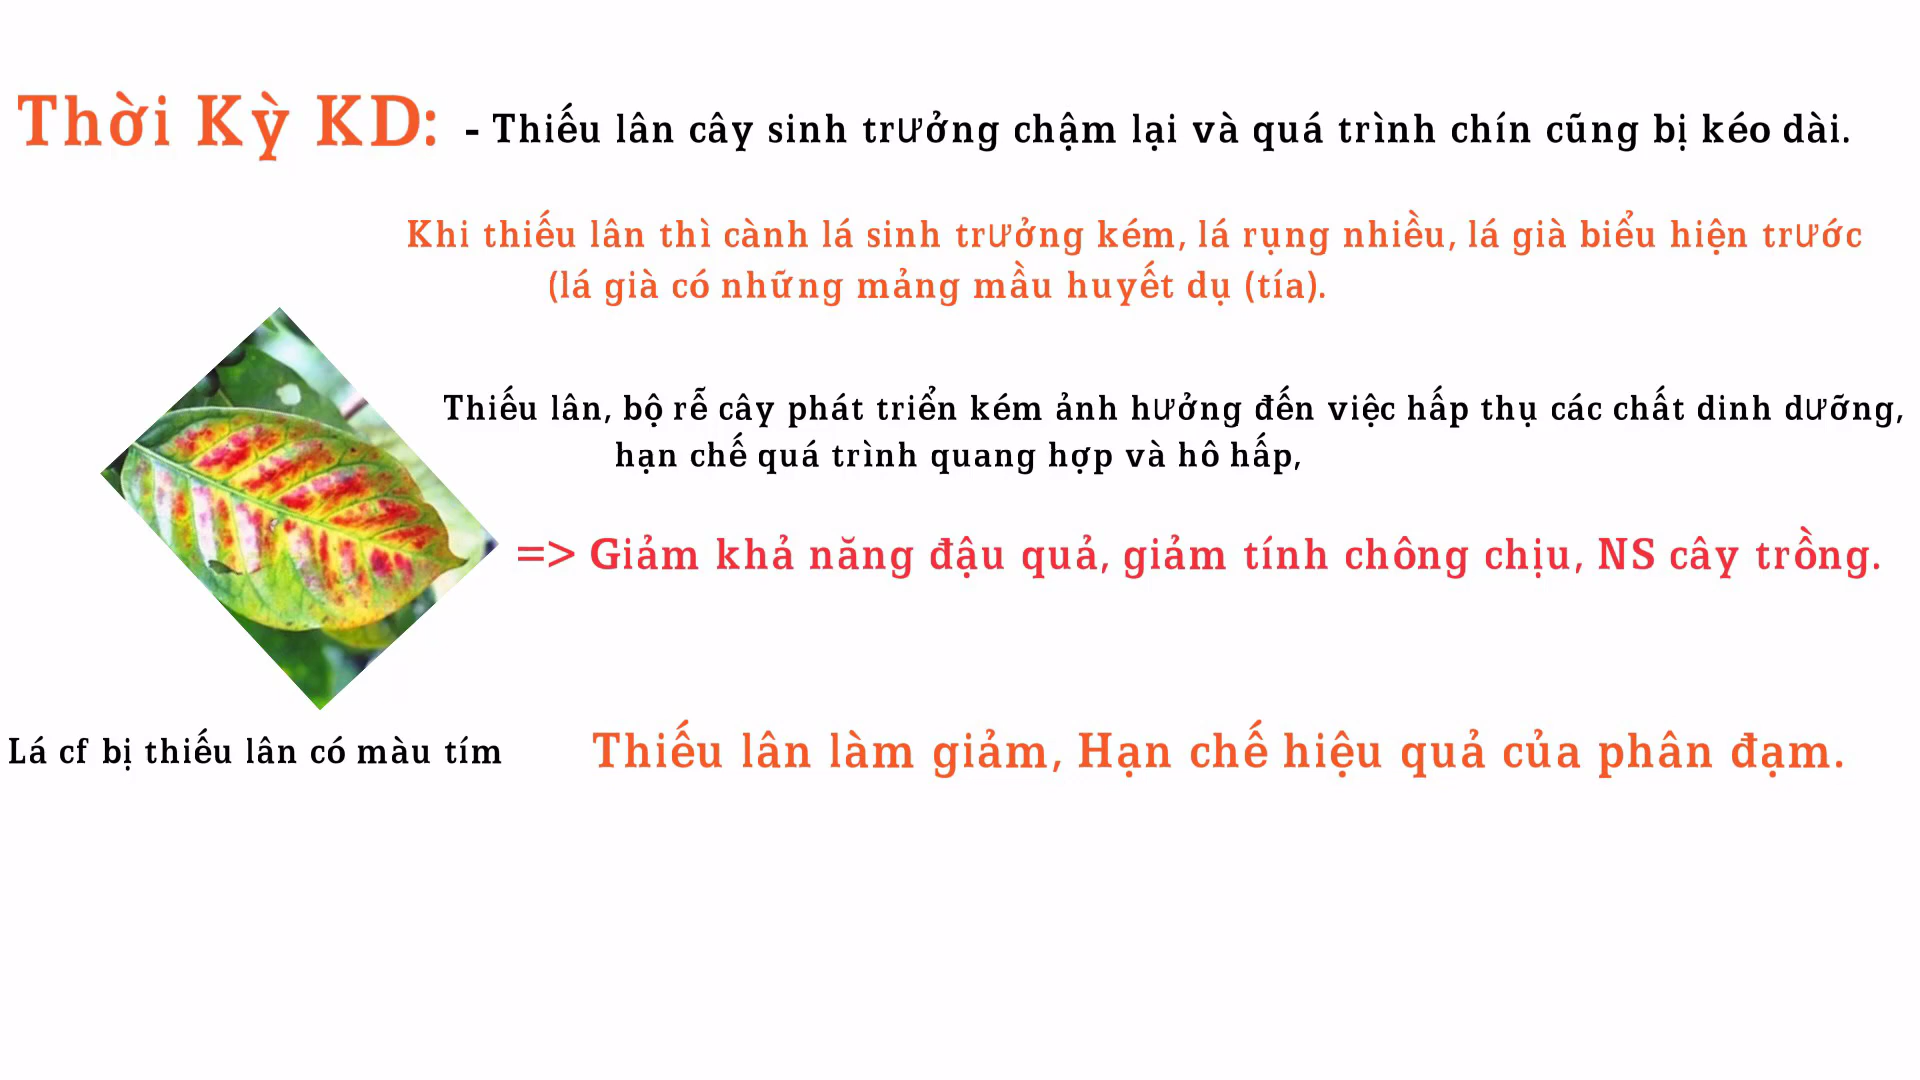 Thời Kỳ KD: - Thiếu lân cây sinh trưởng chậm lại và quá trình chín cũng bị kéo dài.
Khi thiếu lân thì cành lá sinh trưởng kém, lá rụng nhiều, lá già biểu hiện trước
(lá già có những mảng mầu huyết dụ (tía).
Thiếu lân, bộ rễ cây phát triển kém ảnh hưởng đến việc hấp thụ các chất dinh dưỡng,
hạn chế quá trình quang hợp và hô hấp,
=> Giảm khả năng đậu quả, giảm tính chông chịu, NS cây trồng.
Lá cf bị thiếu lân có màu tím
Thiếu lân làm giảm, Hạn chế hiệu quả của phân đạm.